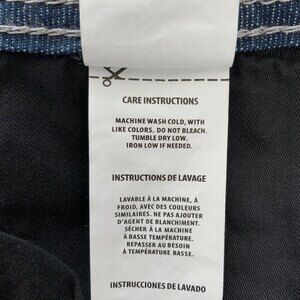 CARE INSTRUCTIONS
MACHINE WASH COLD, WITH
LIKE COLORS. DO NOT BLEACH.
TUMBLE DRY LOW.
IRON LOW IF NEEDED.
INSTRUCTIONS DE LAVAGE
LAVABLE À LA MACHINE, À
FROID, AVEC DES COULEURS
SIMILAIRES. NE PAS AJOUTER
D'AGENT DE BLANCHIMENT.
SÉCHER À LA MACHINE
À BASSE TEMPÉRATURE.
REPASSER AU BESOIN
À TEMPÉRATURE BASSE.
INSTRUCCIONES DE LAVADO